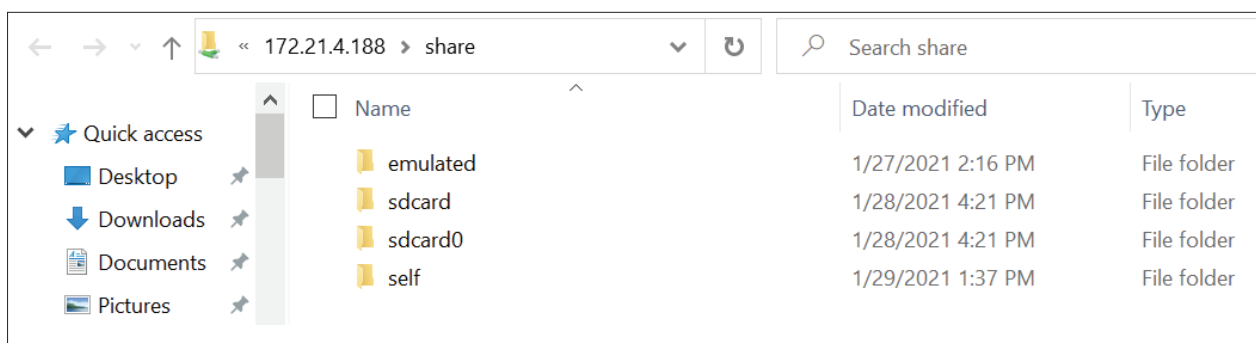 « 172.21.4.188 > share
Search share
Name Date modified Type
Quick access
Desktop
Downloads
Documents
Pictures
emulated 1/27/2021 2:16 PM File folder
sdcard 1/28/2021 4:21 PM File folder
sdcard0 1/28/2021 4:21 PM File folder
self 1/29/2021 1:37 PM File folder